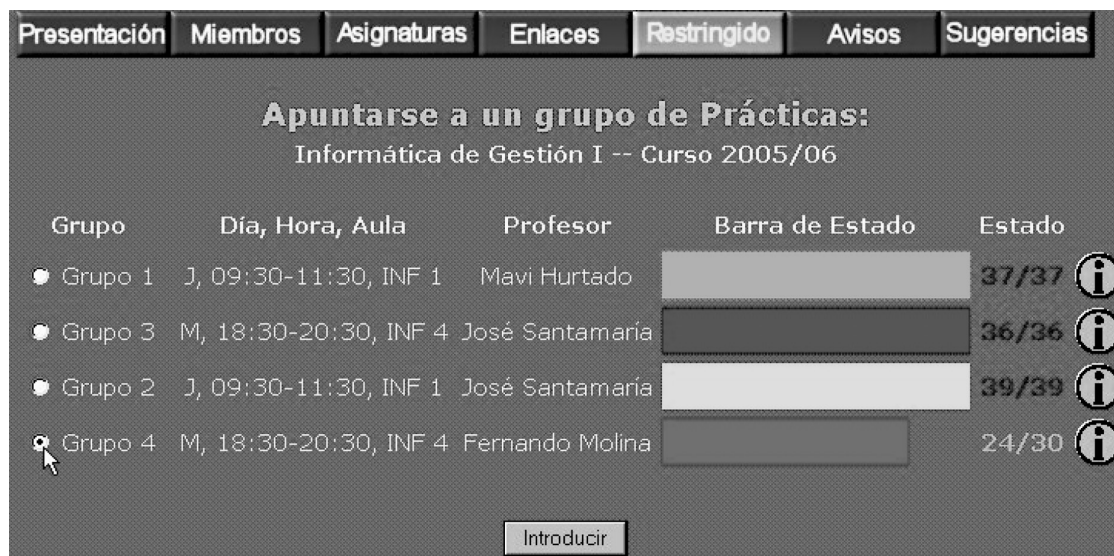 Presentación Miembros Asignaturas Enlaces Restringido Avisos Sugerencias
Apuntarse a un grupo de Prácticas:
Informática de Gestión I -- Curso 2005/06
Grupo Día, Hora, Aula Profesor Barra de Estado Estado
Grupo 1 J, 09:30-11:30, INF 1 Mavi Hurtado 37/37 i
Grupo 3 M, 18:30-20:30, INF 4 José Santamaría 36/36 i
Grupo 2 J, 09:30-11:30, INF 1 José Santamaría 39/39 i
Grupo 4 M, 18:30-20:30, INF 4 Fernando Molina 24/30 i
Introducir